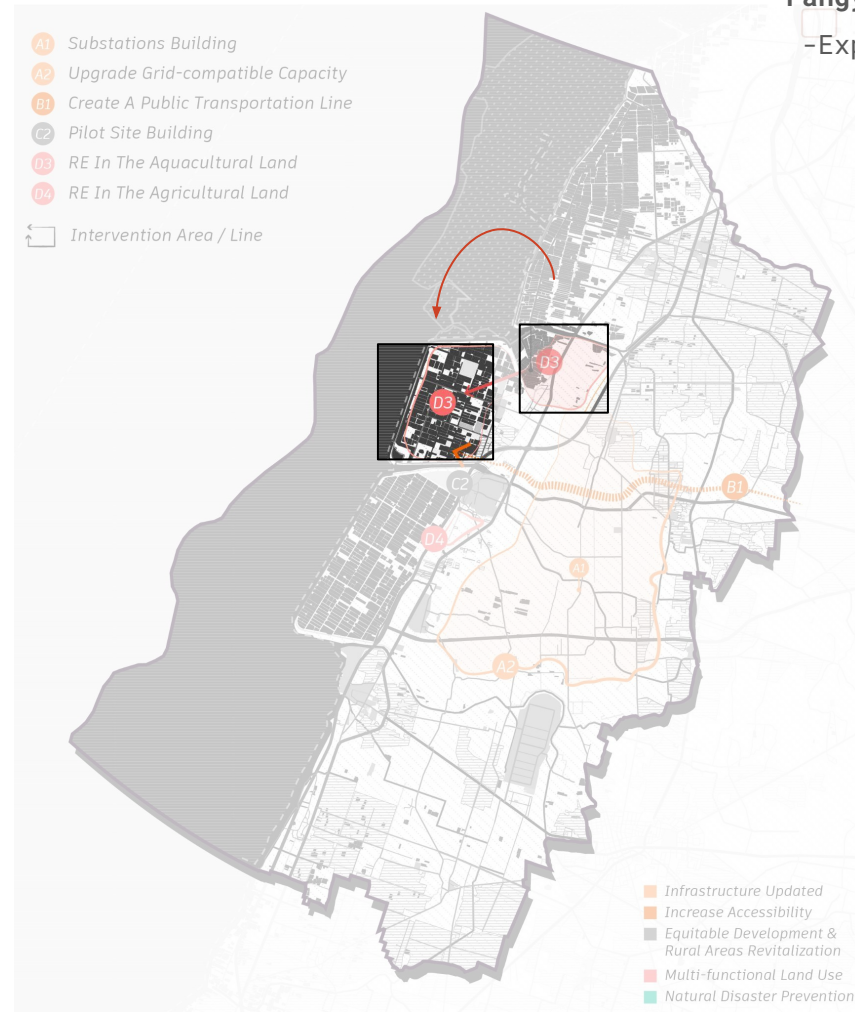 A1 Substations Building
A2 Upgrade Grid-compatible Capacity
B1 Create A Public Transportation Line
C2 Pilot Site Building
D3 RE In The Aquacultural Land
D4 RE In The Agricultural Land
Intervention Area / Line
-Exp
D3
D3
C2
B1
D4
A1
A2
Infrastructure Updated
Increase Accessibility
Equitable Development &
Rural Areas Revitalization
Multi-functional Land Use
Natural Disaster Prevention